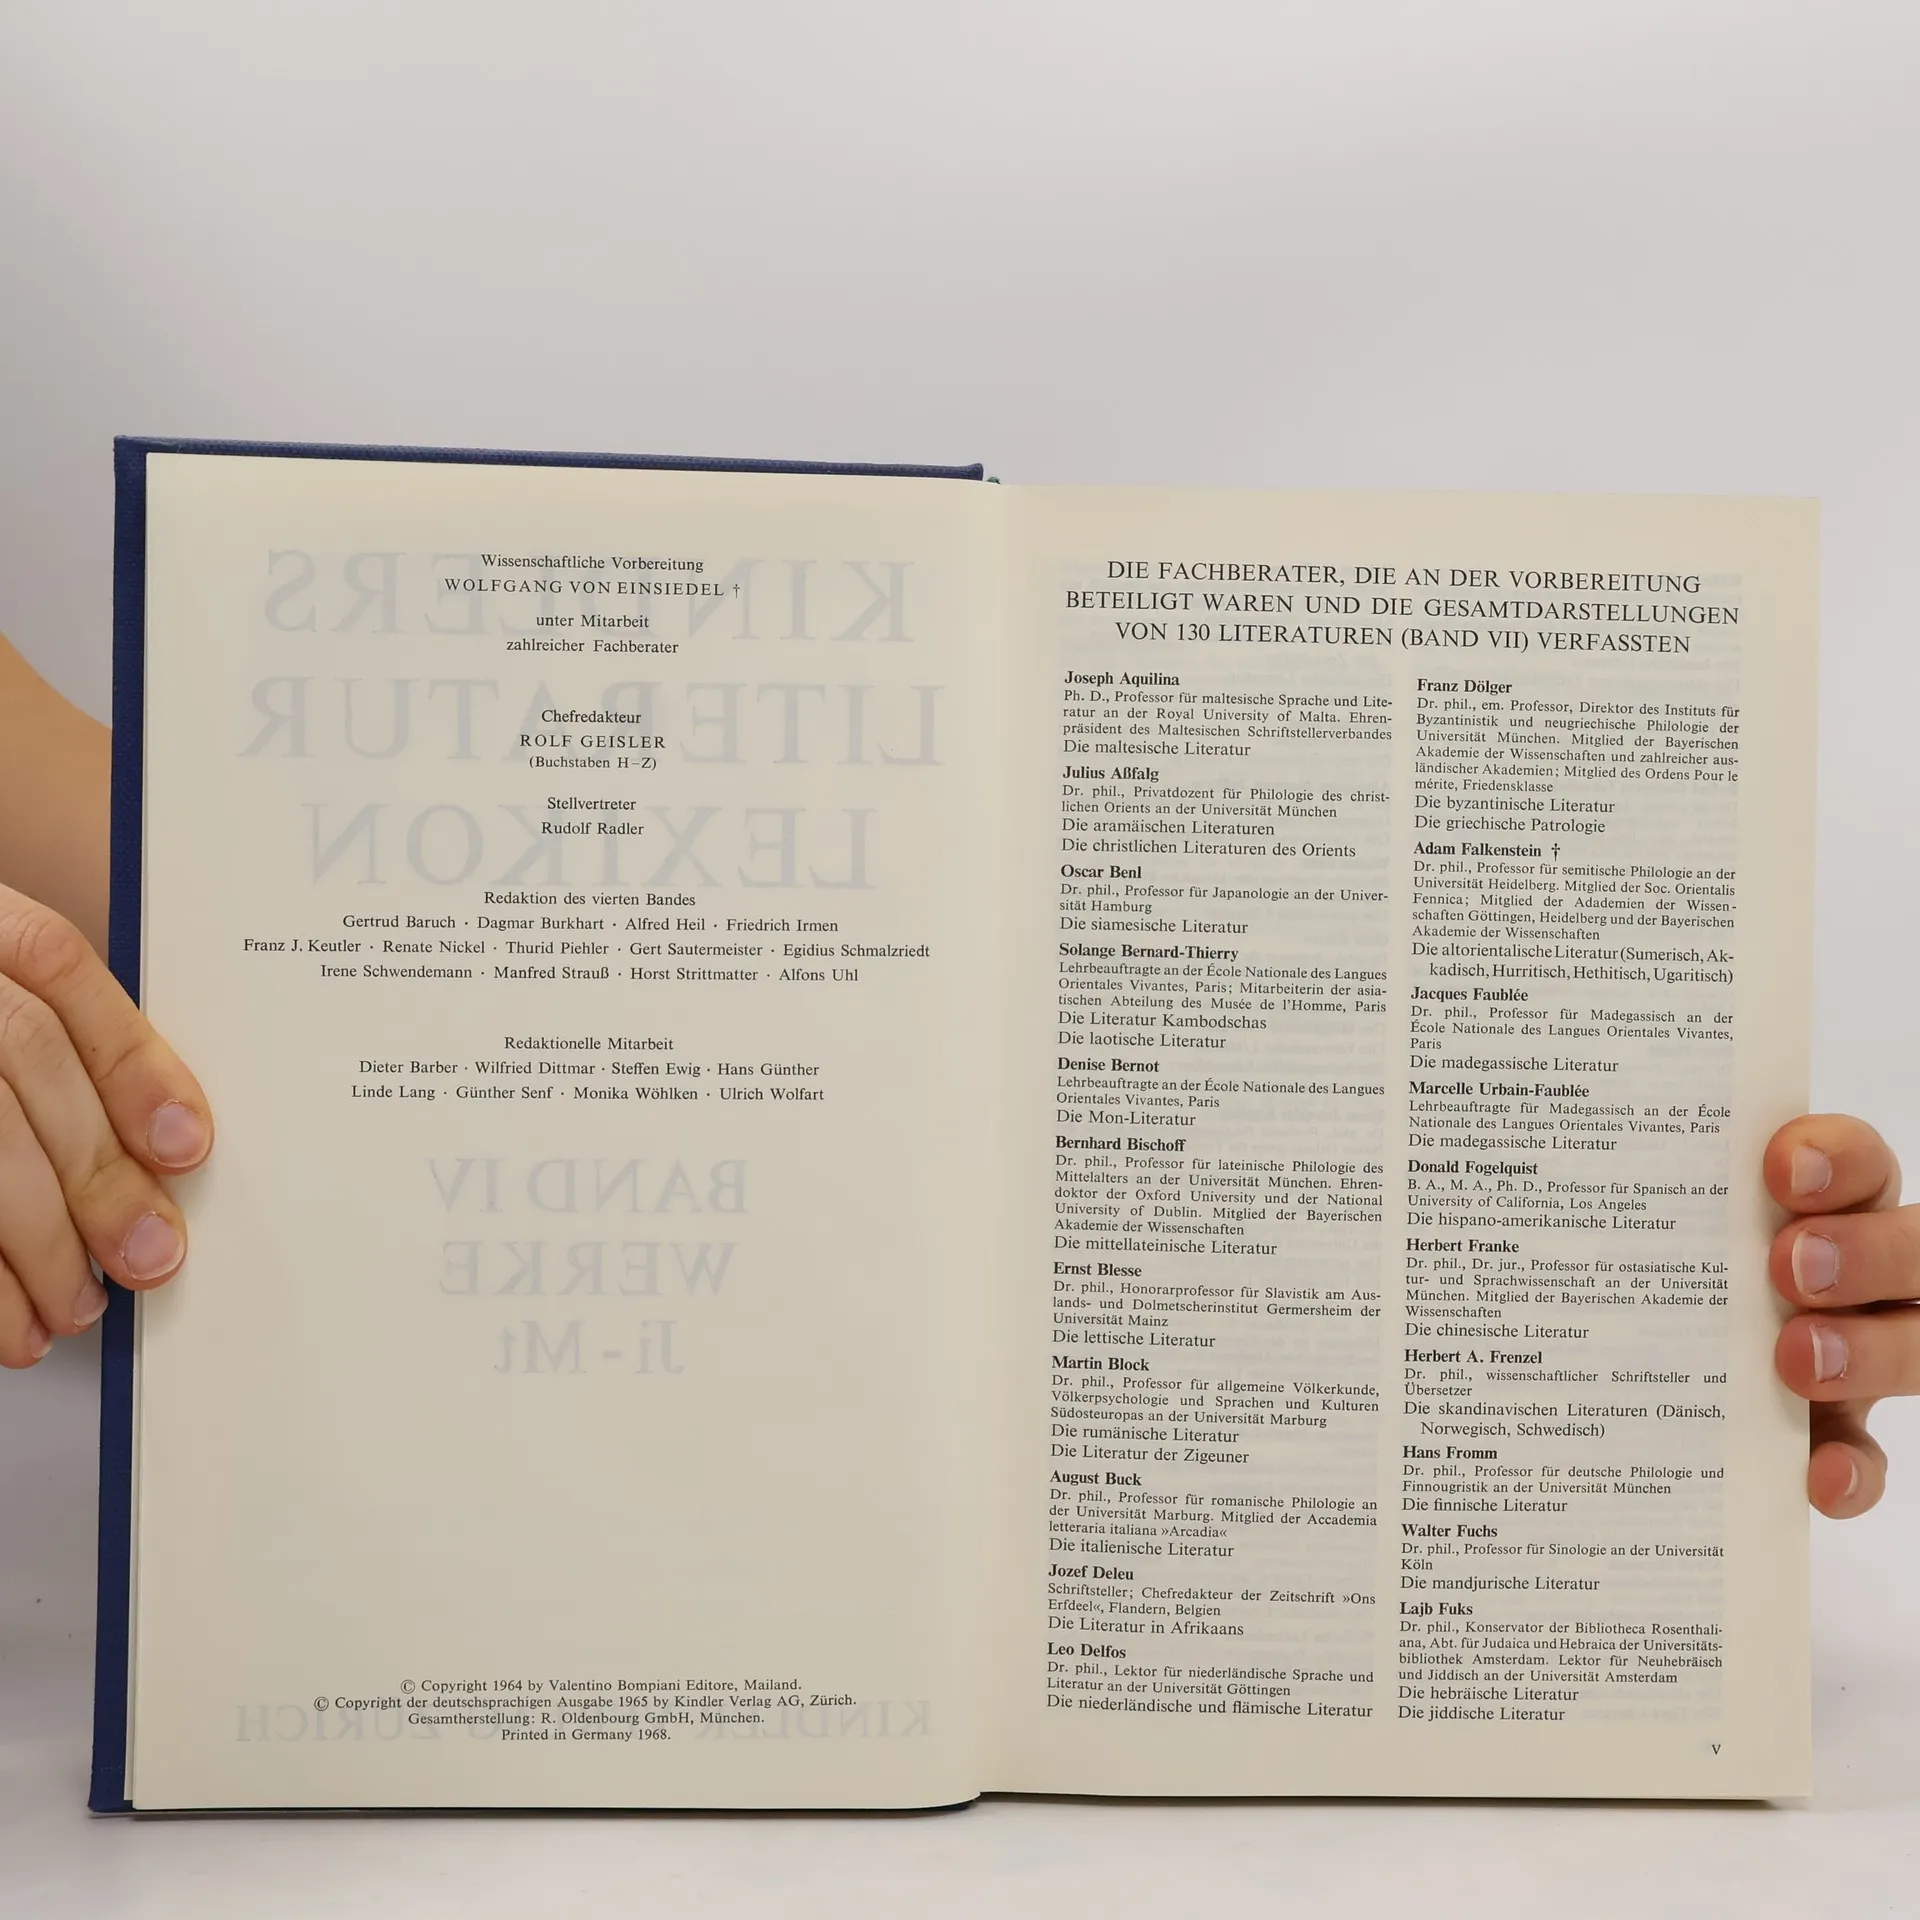 Wissenschaftliche Vorbereitung
WOLFGANG VON EINSIEDEL †
unter Mitarbeit
zahlreicher Fachberater
Chefredakteur
ROLF GEISLER
(Buchstaben H–Z)
Stellvertreter
Rudolf Radler
Redaktion des vierten Bandes
Gertrud Baruch · Dagmar Burkhart · Alfred Heil · Friedrich Irmen
Franz J. Keutler · Renate Nickel · Thurid Piehler · Gert Sautermeister · Egidius Schmalzriedt
Irene Schwendemann · Manfred Strauß · Horst Strittmatter · Alfons Uhl
Redaktionelle Mitarbeit
Dieter Barber · Wilfried Dittmar · Steffen Ewig · Hans Günther
Linde Lang · Günther Senf · Monika Wöhlken · Ulrich Wolfart
KINDLERS
LITERATUR
LEXIKON
BAND IV
WERKE
Ji - Mt
© Copyright 1964 by Valentino Bompiani Editore, Mailand.
© Copyright der deutschsprachigen Ausgabe 1965 by Kindler Verlag AG, Zürich.
Gesamtherstellung: R. Oldenbourg GmbH, München.
Printed in Germany 1968.
DIE FACHBERATER, DIE AN DER VORBEREITUNG
BETEILIGT WAREN UND DIE GESAMTDARSTELLUNGEN
VON 130 LITERATUREN (BAND VII) VERFASSTEN
Joseph Aquilina
Ph. D., Professor für maltesische Sprache und Lite-
ratur an der Royal University of Malta. Ehren-
präsident des Maltesischen Schriftstellerverbandes
Die maltesische Literatur
Julius Aßfalg
Dr. phil., Privatdozent für Philologie des christ-
lichen Orients an der Universität München
Die aramäischen Literaturen
Die christlichen Literaturen des Orients
Oscar Benl
Dr. phil., Professor für Japanologie an der Univer-
sität Hamburg
Die siamesische Literatur
Solange Bernard-Thierry
Lehrbeauftragte an der École Nationale des Langues
Orientales Vivantes, Paris; Mitarbeiterin der asia-
tischen Abteilung des Musée de l’Homme, Paris
Die Literatur Kambodschas
Die laotische Literatur
Denise Bernot
Lehrbeauftragte an der École Nationale des Langues
Orientales Vivantes, Paris
Die Mon-Literatur
Bernhard Bischoff
Dr. phil., Professor für lateinische Philologie des
Mittelalters an der Universität München. Ehren-
doktor der Oxford University und der National
University of Dublin. Mitglied der Bayerischen
Akademie der Wissenschaften
Die mittellateinische Literatur
Ernst Blesse
Dr. phil., Honorarprofessor für Slavistik am Aus-
lands- und Dolmetscherinstitut Germersheim der
Universität Mainz
Die lettische Literatur
Martin Block
Dr. phil., Professor für allgemeine Völkerkunde,
Völkerpsychologie und Sprachen und Kulturen
Südosteuropas an der Universität Marburg
Die rumänische Literatur
Die Literatur der Zigeuner
August Buck
Dr. phil., Professor für romanische Philologie an
der Universität Marburg. Mitglied der Accademia
letteraria italiana »Arcadia«
Die italienische Literatur
Jozef Deleu
Schriftsteller; Chefredakteur der Zeitschrift »Ons
Erfdeel«, Flandern, Belgien
Die Literatur in Afrikaans
Leo Delfos
Dr. phil., Lektor für niederländische Sprache und
Literatur an der Universität Göttingen
Die niederländische und flämische Literatur
Franz Dölger
Dr. phil., em. Professor, Direktor des Instituts für
Byzantinistik und neugriechische Philologie der
Universität München. Mitglied der Bayerischen
Akademie der Wissenschaften und zahlreicher aus-
ländischer Akademien; Mitglied des Ordens Pour le
mérite, Friedensklasse
Die byzantinische Literatur
Die griechische Patrologie
Adam Falkenstein †
Dr. phil., Professor für semitische Philologie an der
Universität Heidelberg. Mitglied der Soc. Orientalis
Fennica; Mitglied der Adademien der Wissen-
schaften Göttingen, Heidelberg und der Bayerischen
Akademie der Wissenschaften
Die altorientalische Literatur (Sumerisch, Ak-
kadisch, Hurritisch, Hethitisch, Ugaritisch)
Jacques Faublée
Dr. phil., Professor für Madegassisch an der
École Nationale des Langues Orientales Vivantes,
Paris
Die madegassische Literatur
Marcelle Urbain-Faublée
Lehrbeauftragte für Madegassisch an der École
Nationale des Langues Orientales Vivantes, Paris
Die madegassische Literatur
Donald Fogelquist
B. A., M. A., Ph. D., Professor für Spanisch an der
University of California, Los Angeles
Die hispano-amerikanische Literatur
Herbert Franke
Dr. phil., Dr. jur., Professor für ostasiatische Kul-
tur- und Sprachwissenschaft an der Universität
München. Mitglied der Bayerischen Akademie der
Wissenschaften
Die chinesische Literatur
Herbert A. Frenzel
Dr. phil., wissenschaftlicher Schriftsteller und
Übersetzer
Die skandinavischen Literaturen (Dänisch,
Norwegisch, Schwedisch)
Hans Fromm
Dr. phil., Professor für deutsche Philologie und
Finnougristik an der Universität München
Die finnische Literatur
Walter Fuchs
Dr. phil., Professor für Sinologie an der Universität
Köln
Die mandjurische Literatur
Lajb Fuks
Dr. phil., Konservator der Bibliotheca Rosenthali-
ana, Abt. für Judaica und Hebraica der Universitäts-
bibliothek Amsterdam. Lektor für Neuhebräisch
und Jiddisch an der Universität Amsterdam
Die hebräische Literatur
Die jiddische Literatur
V